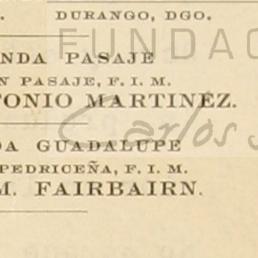 . DURANGO, DGO.
FUNDAC
NDA PASAJE
N PASAJE, F. I. M.
TONIO MARTINEZ.
Carlos S
DA GUADALUPE
PEDRICEÑA, F. I. M.
M. FAIRBAIRN.